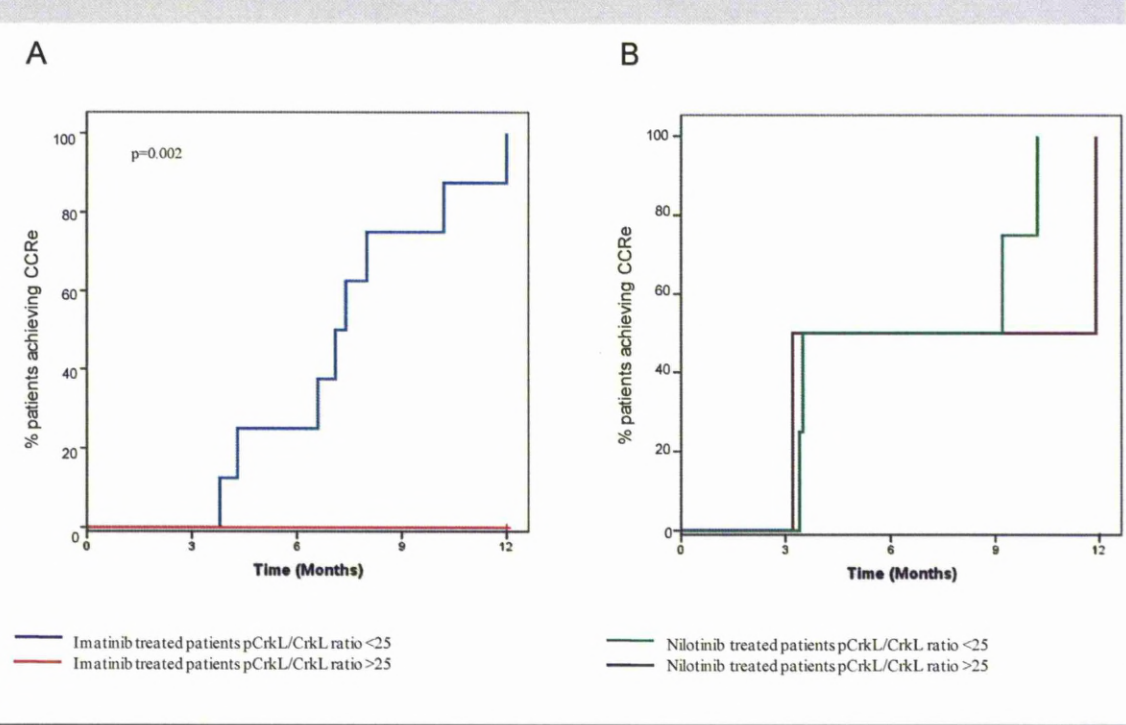 A
p=0.002
% patients achieving CCRe
100
80
60
40
20
0
0 3 6 9 12
Time (Months)
Imatinib treated patients pCrkL/CrkL ratio <25
Imatinib treated patients pCrkL/CrkL ratio >25
B
% patients achieving CCRe
100
80
60
40
20
0
0 3 6 9 12
Time (Months)
Nilotinib treated patients pCrkL/CrkL ratio <25
Nilotinib treated patients pCrkL/CrkL ratio >25